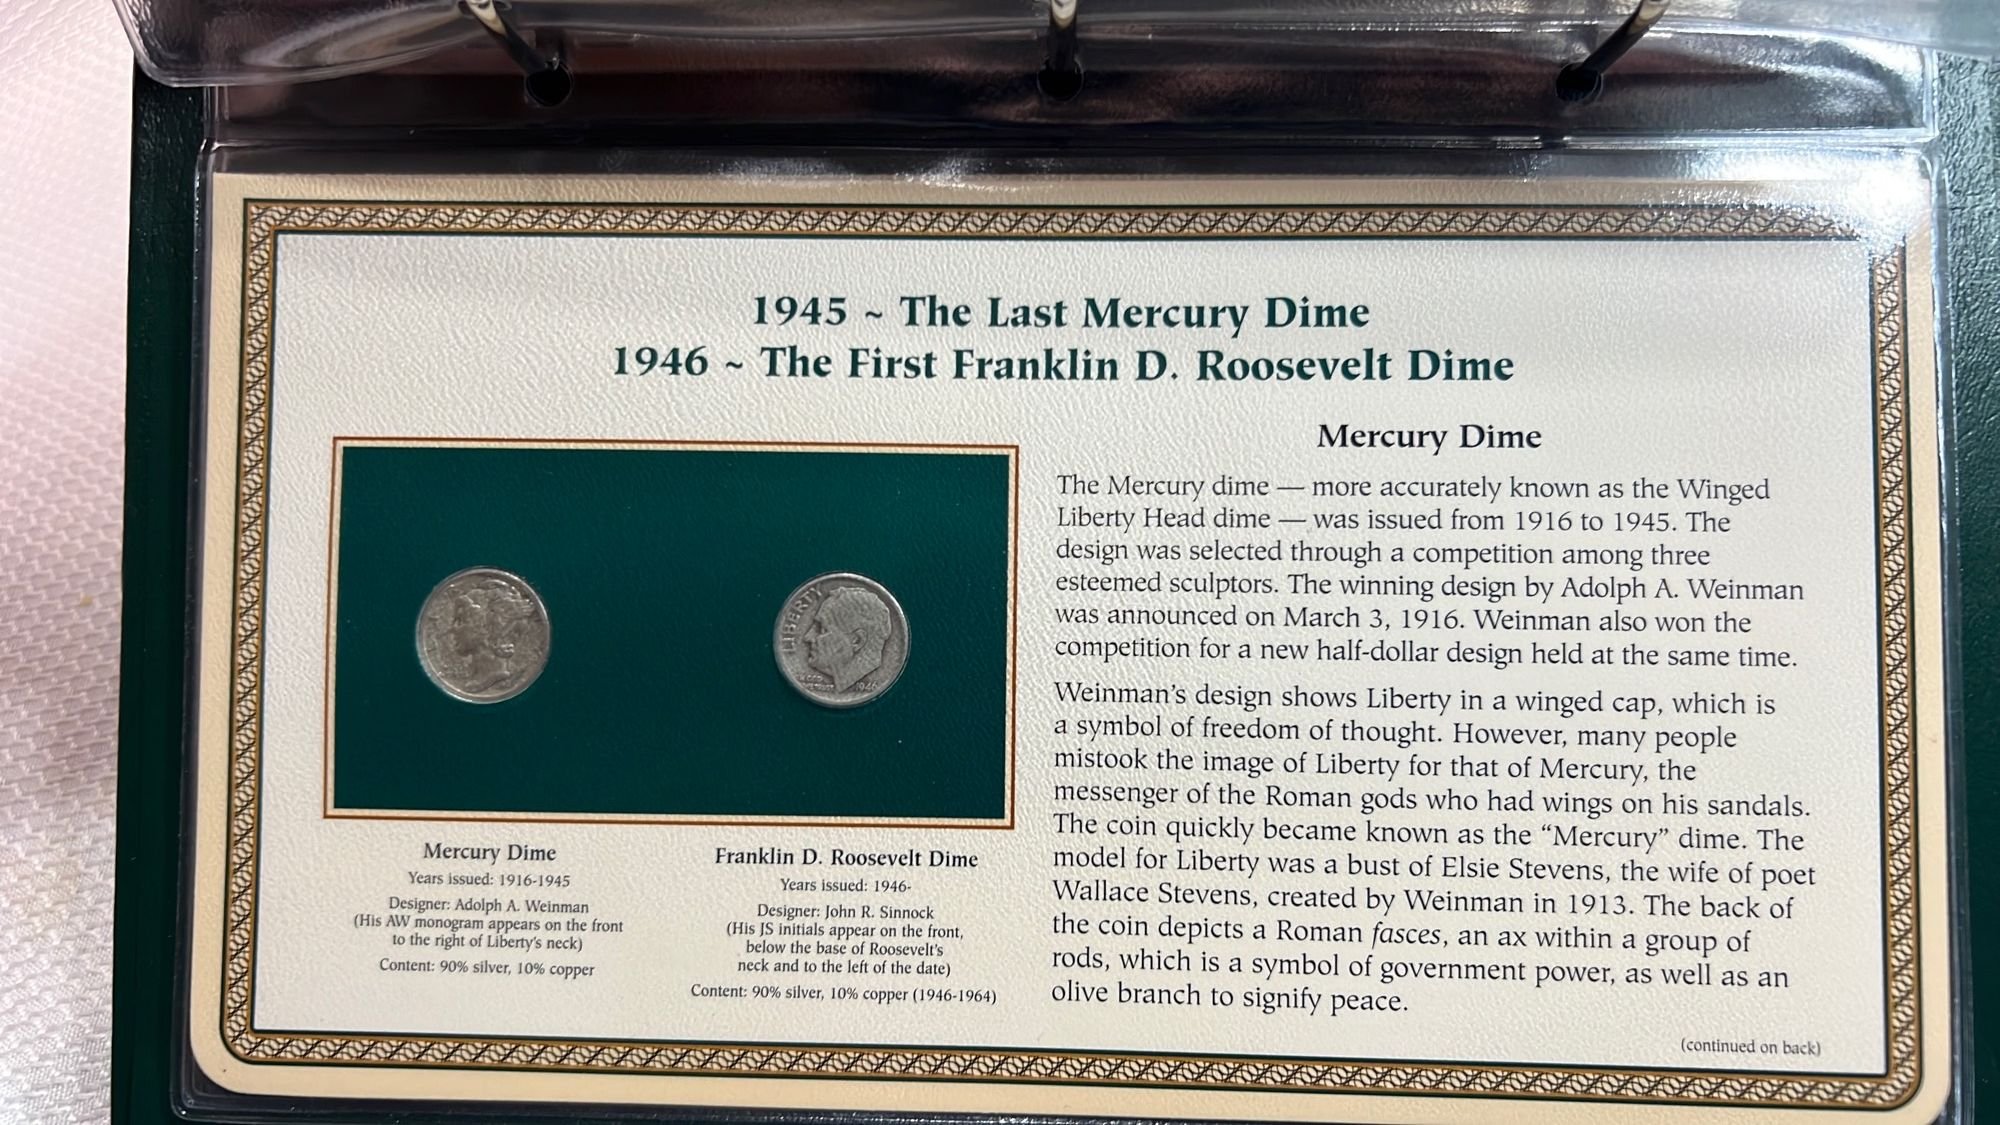 1945 ~ The Last Mercury Dime
1946 ~ The First Franklin D. Roosevelt Dime
LIBERTY
1946
Mercury Dime
Years issued: 1916-1945
Designer: Adolph A. Weinman
(His AW monogram appears on the front
to the right of Liberty's neck)
Content: 90% silver, 10% copper
Franklin D. Roosevelt Dime
Years issued: 1946-
Designer: John R. Sinnock
(His JS initials appear on the front,
below the base of Roosevelt's
neck and to the left of the date)
Content: 90% silver, 10% copper (1946-1964)
Mercury Dime
The Mercury dime — more accurately known as the Winged
Liberty Head dime — was issued from 1916 to 1945. The
design was selected through a competition among three
esteemed sculptors. The winning design by Adolph A. Weinman
was announced on March 3, 1916. Weinman also won the
competition for a new half-dollar design held at the same time.
Weinman's design shows Liberty in a winged cap, which is
a symbol of freedom of thought. However, many people
mistook the image of Liberty for that of Mercury, the
messenger of the Roman gods who had wings on his sandals.
The coin quickly became known as the “Mercury” dime. The
model for Liberty was a bust of Elsie Stevens, the wife of poet
Wallace Stevens, created by Weinman in 1913. The back of
the coin depicts a Roman fasces, an ax within a group of
rods, which is a symbol of government power, as well as an
olive branch to signify peace.
(continued on back)